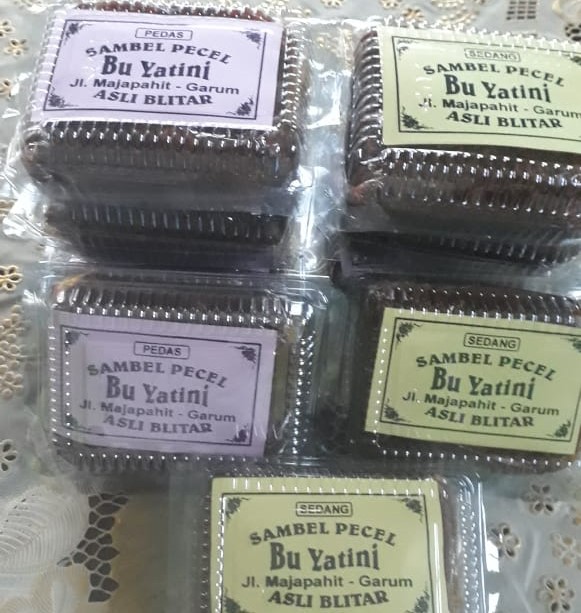 PEDAS
SAMBEL PECEL
Bu Yatini
Jl. Majapahit - Garum
ASLI BLITAR
SEDANG
SAMBEL PECEL
Bu Yatini
Jl. Majapahit - Garum
ASLI BLITAR
PEDAS
SAMBEL PECEL
Bu Yatini
Jl. Majapahit - Garum
ASLI BLITAR
SEDANG
SAMBEL PECEL
Bu Yatini
Jl. Majapahit - Garum
ASLI BLITAR
SEDANG
SAMBEL PECEL
Bu Yatini
Jl. Majapahit - Garum
ASLI BLITAR